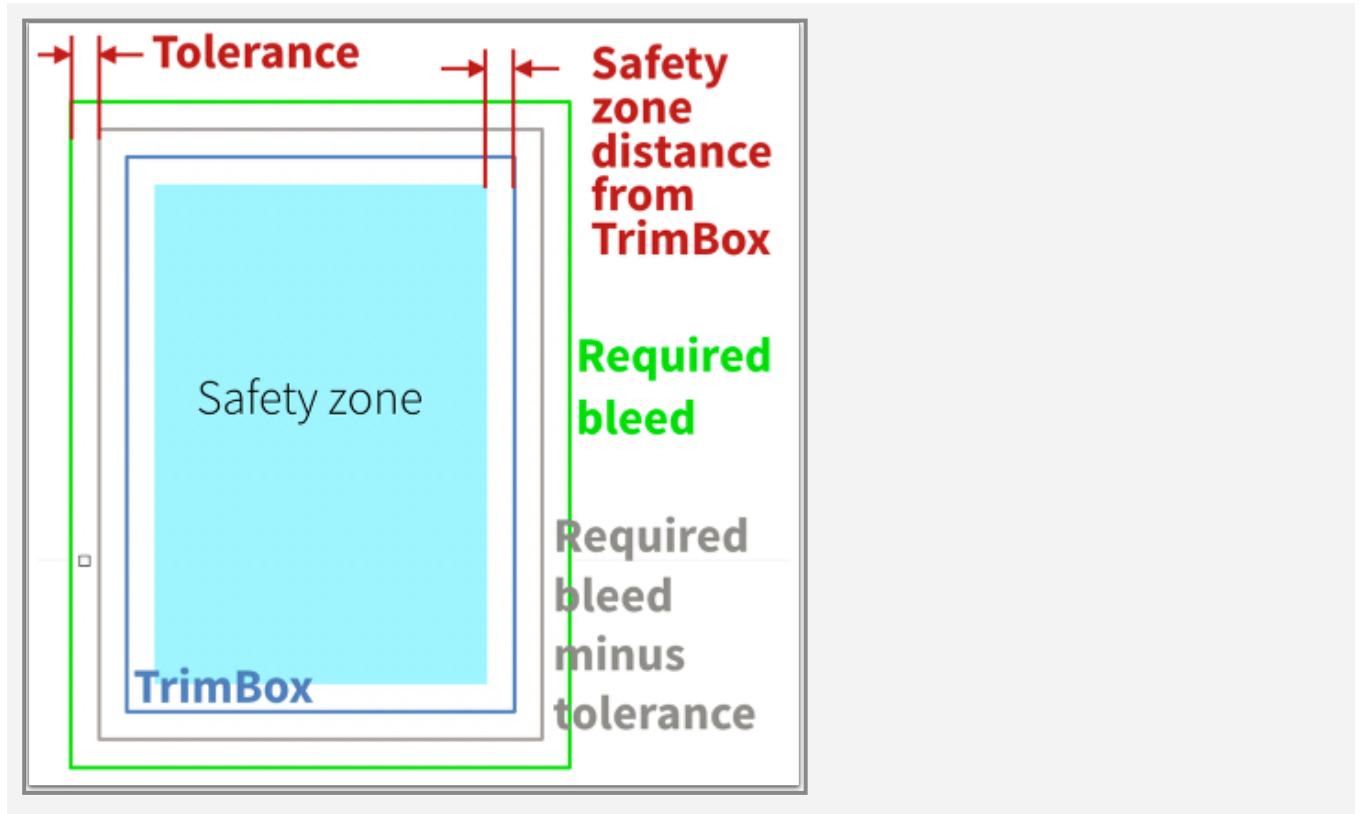 Tolerance
Safety
zone
distance
from
TrimBox
Required
bleed
Safety zone
Required
bleed
minus
tolerance
TrimBox